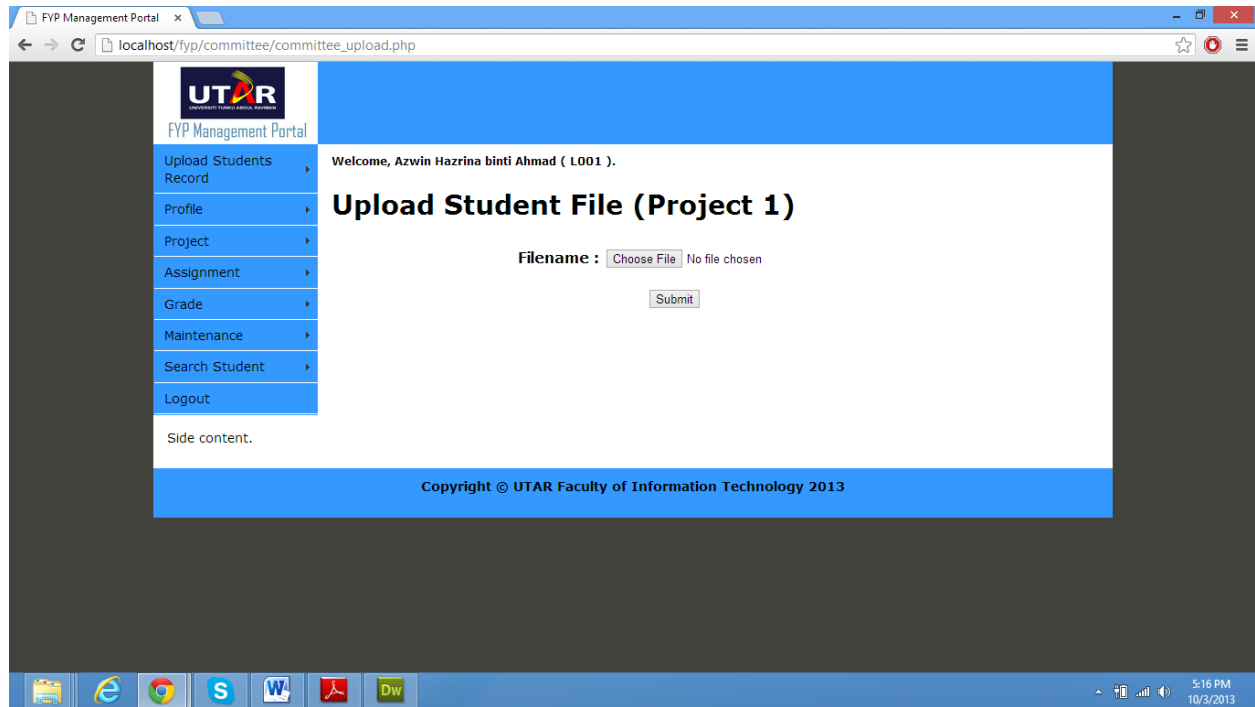 FYP Management Portal
localhost/fyp/committee/committee_upload.php
UTAR
UNIVERSITI TUNKU ABDUL RAHMAN
FYP Management Portal
Upload Students
Record
Profile
Project
Assignment
Grade
Maintenance
Search Student
Logout
Side content.
Welcome, Azwin Hazrina binti Ahmad ( L001 ).
Upload Student File (Project 1)
Filename : Choose File No file chosen
Submit
Copyright © UTAR Faculty of Information Technology 2013
S
W
Dw
5:16 PM
10/3/2013